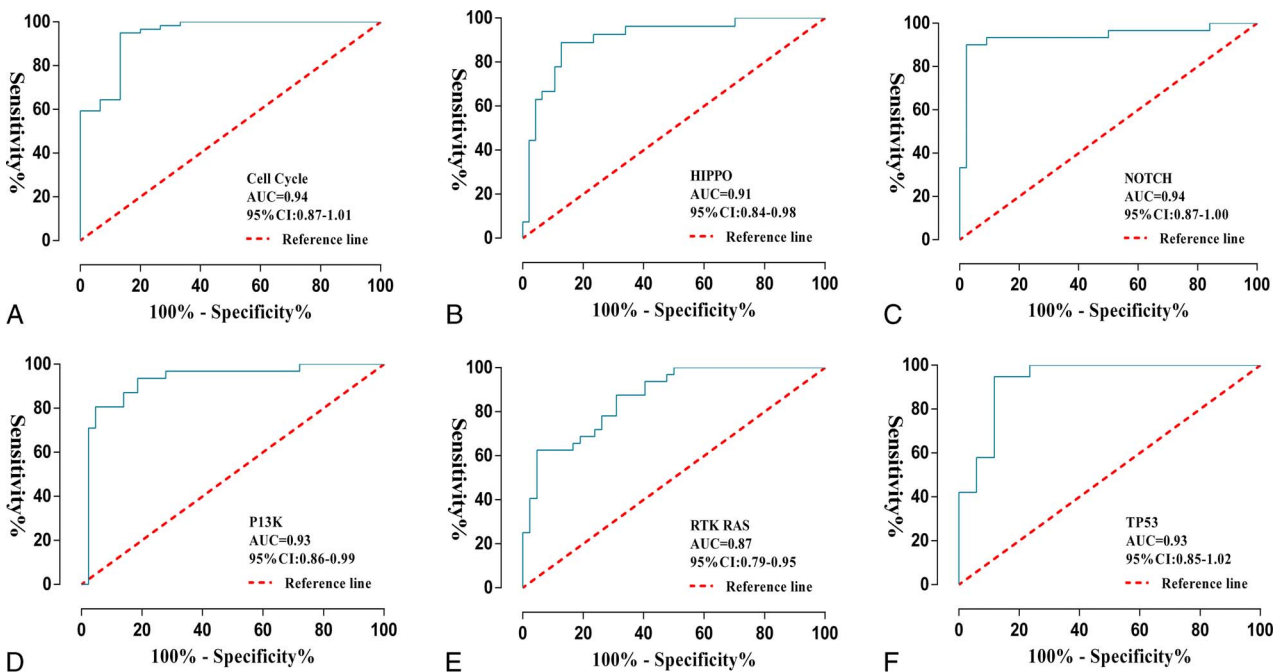 100
80
60
40
20
0
Sensitivity%
Cell Cycle
AUC=0.94
95%CI:0.87-1.01
Reference line
0 20 40 60 80 100
100% - Specificity%
A
100
80
60
40
20
0
Sensitivity%
HIPPO
AUC=0.91
95%CI:0.84-0.98
Reference line
0 20 40 60 80 100
100% - Specificity%
B
100
80
60
40
20
0
Sensitivity%
NOTCH
AUC=0.94
95%CI:0.87-1.00
Reference line
0 20 40 60 80 100
100% - Specificity%
C
100
80
60
40
20
0
Sensitivity%
P13K
AUC=0.93
95%CI:0.86-0.99
Reference line
0 20 40 60 80 100
100% - Specificity%
D
100
80
60
40
20
0
Sensitivity%
RTK RAS
AUC=0.87
95%CI:0.79-0.95
Reference line
0 20 40 60 80 100
100% - Specificity%
E
100
80
60
40
20
0
Sensitivity%
TP53
AUC=0.93
95%CI:0.85-1.02
Reference line
0 20 40 60 80 100
100% - Specificity%
F